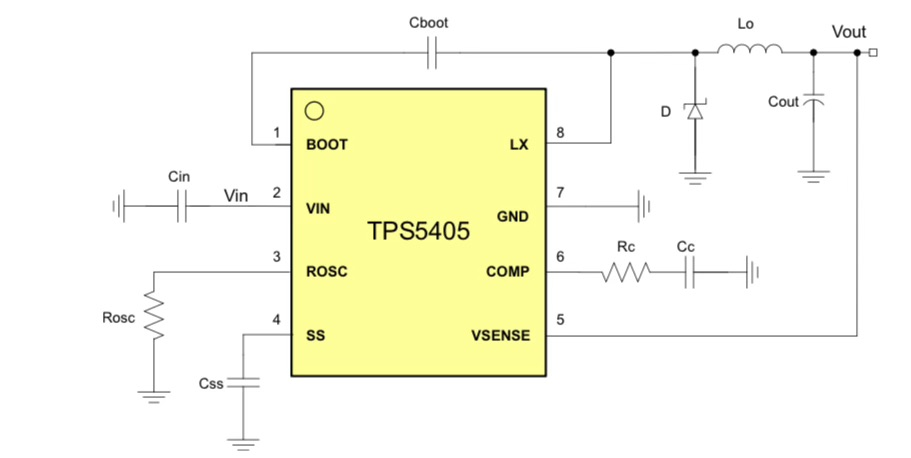 Cboot
Lo
Vout
D
Cout
1
BOOT
LX
8
Cin
Vin
2
VIN
7
GND
TPS5405
3
ROSC
COMP
6
Rc
Cc
Rosc
4
SS
VSENSE
5
Css